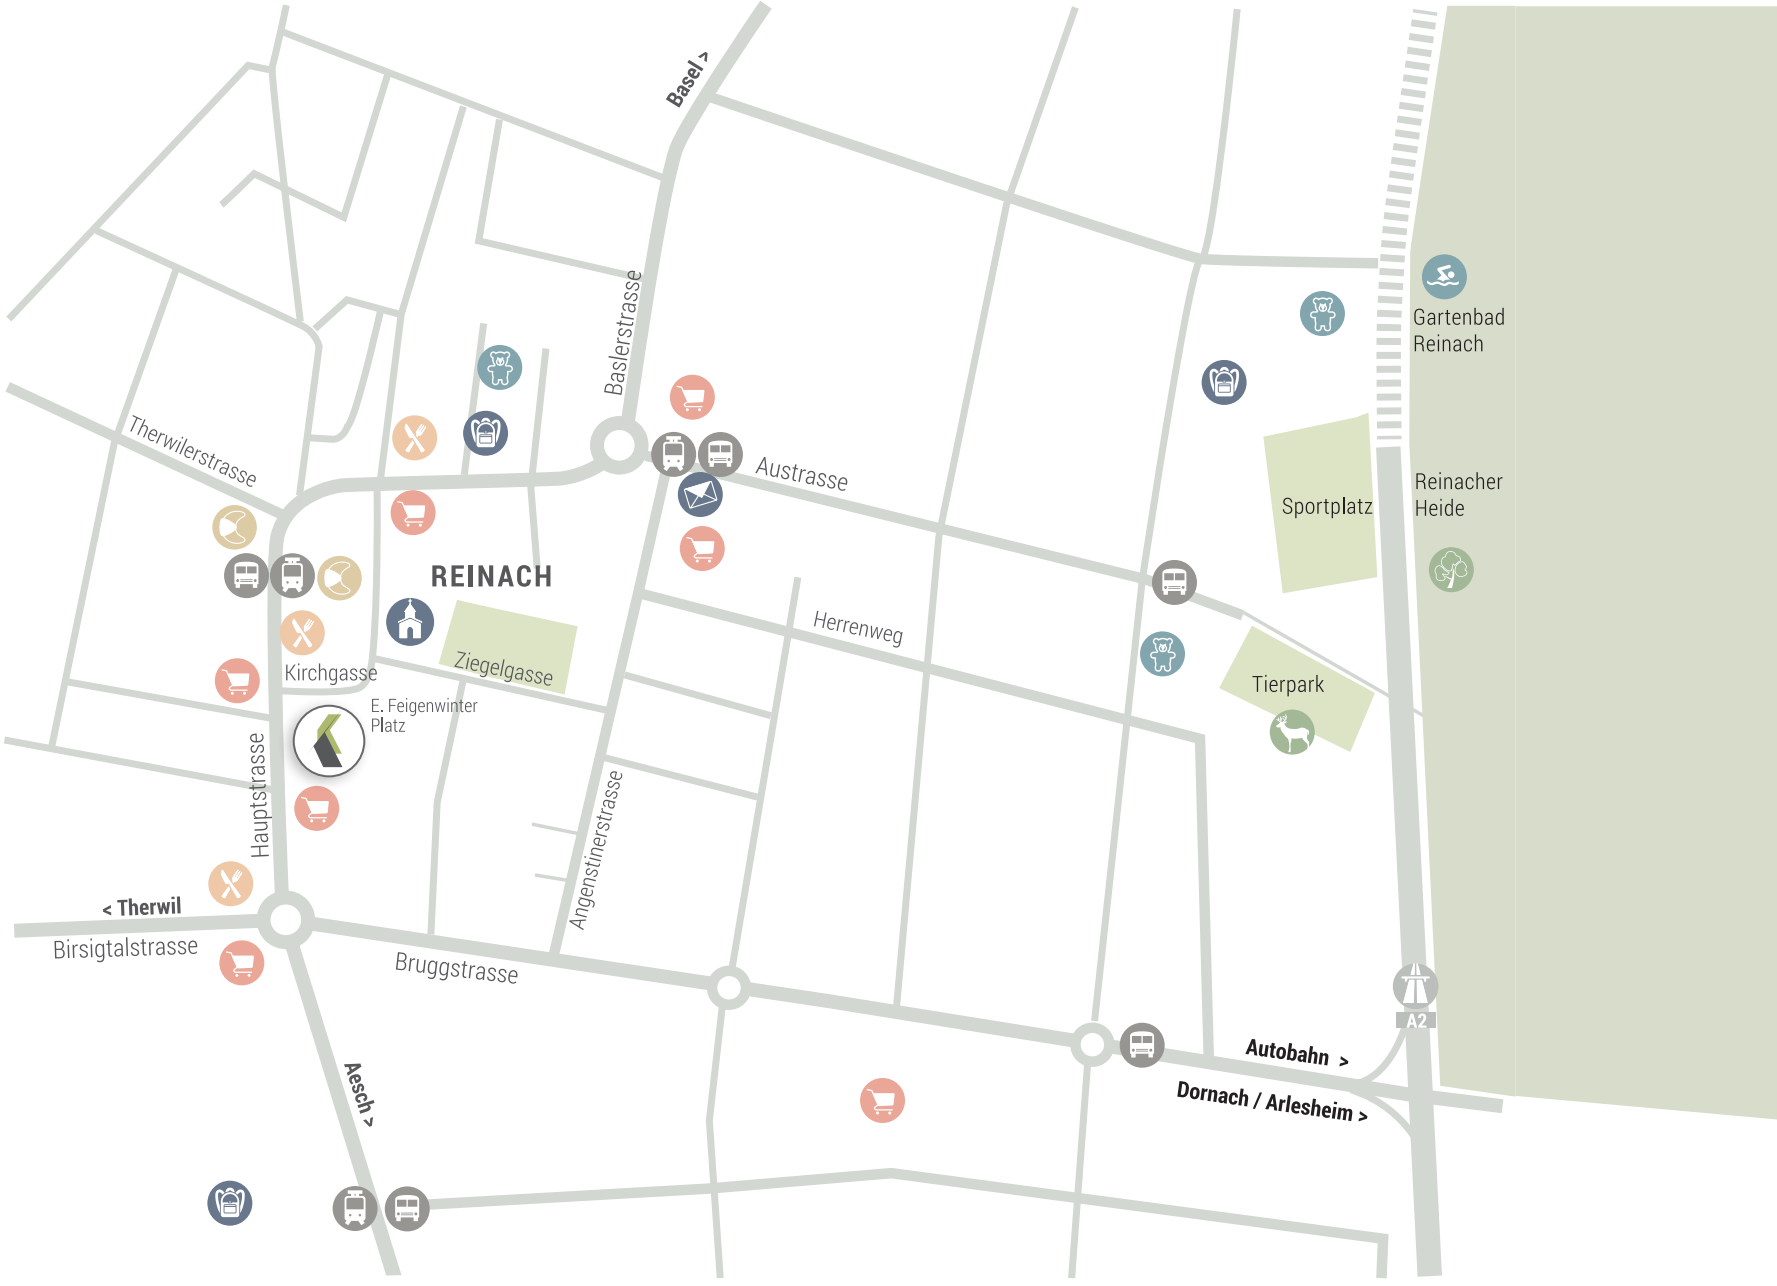 Basel >
Baslerstrasse
Gartenbad
Reinach
Therwilerstrasse
Austrasse
Reinacher
Heide
Sportplatz
REINACH
Herrenweg
Kirchgasse
Ziegelgasse
Tierpark
E. Feigenwinter
Platz
Hauptstrasse
Angenstinerstrasse
< Therwil
Birsigtalstrasse
Bruggstrasse
A2
Autobahn >
Dornach / Arlesheim >
Aesch >